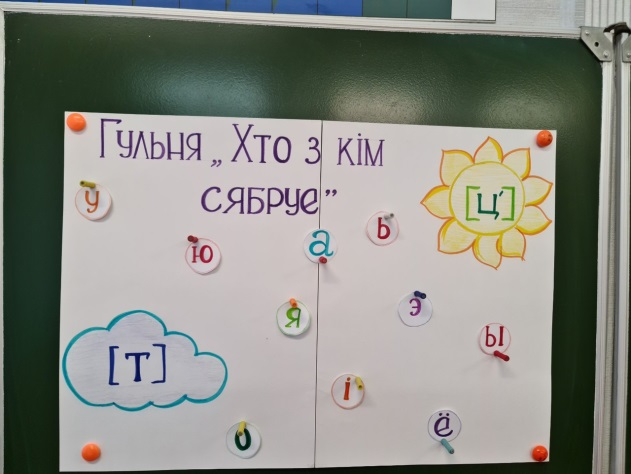 Гульня „Хто з кім
сябруе”
[ц′]
у
ь
а
ю
я
э
ы
[т]
і
ё
о